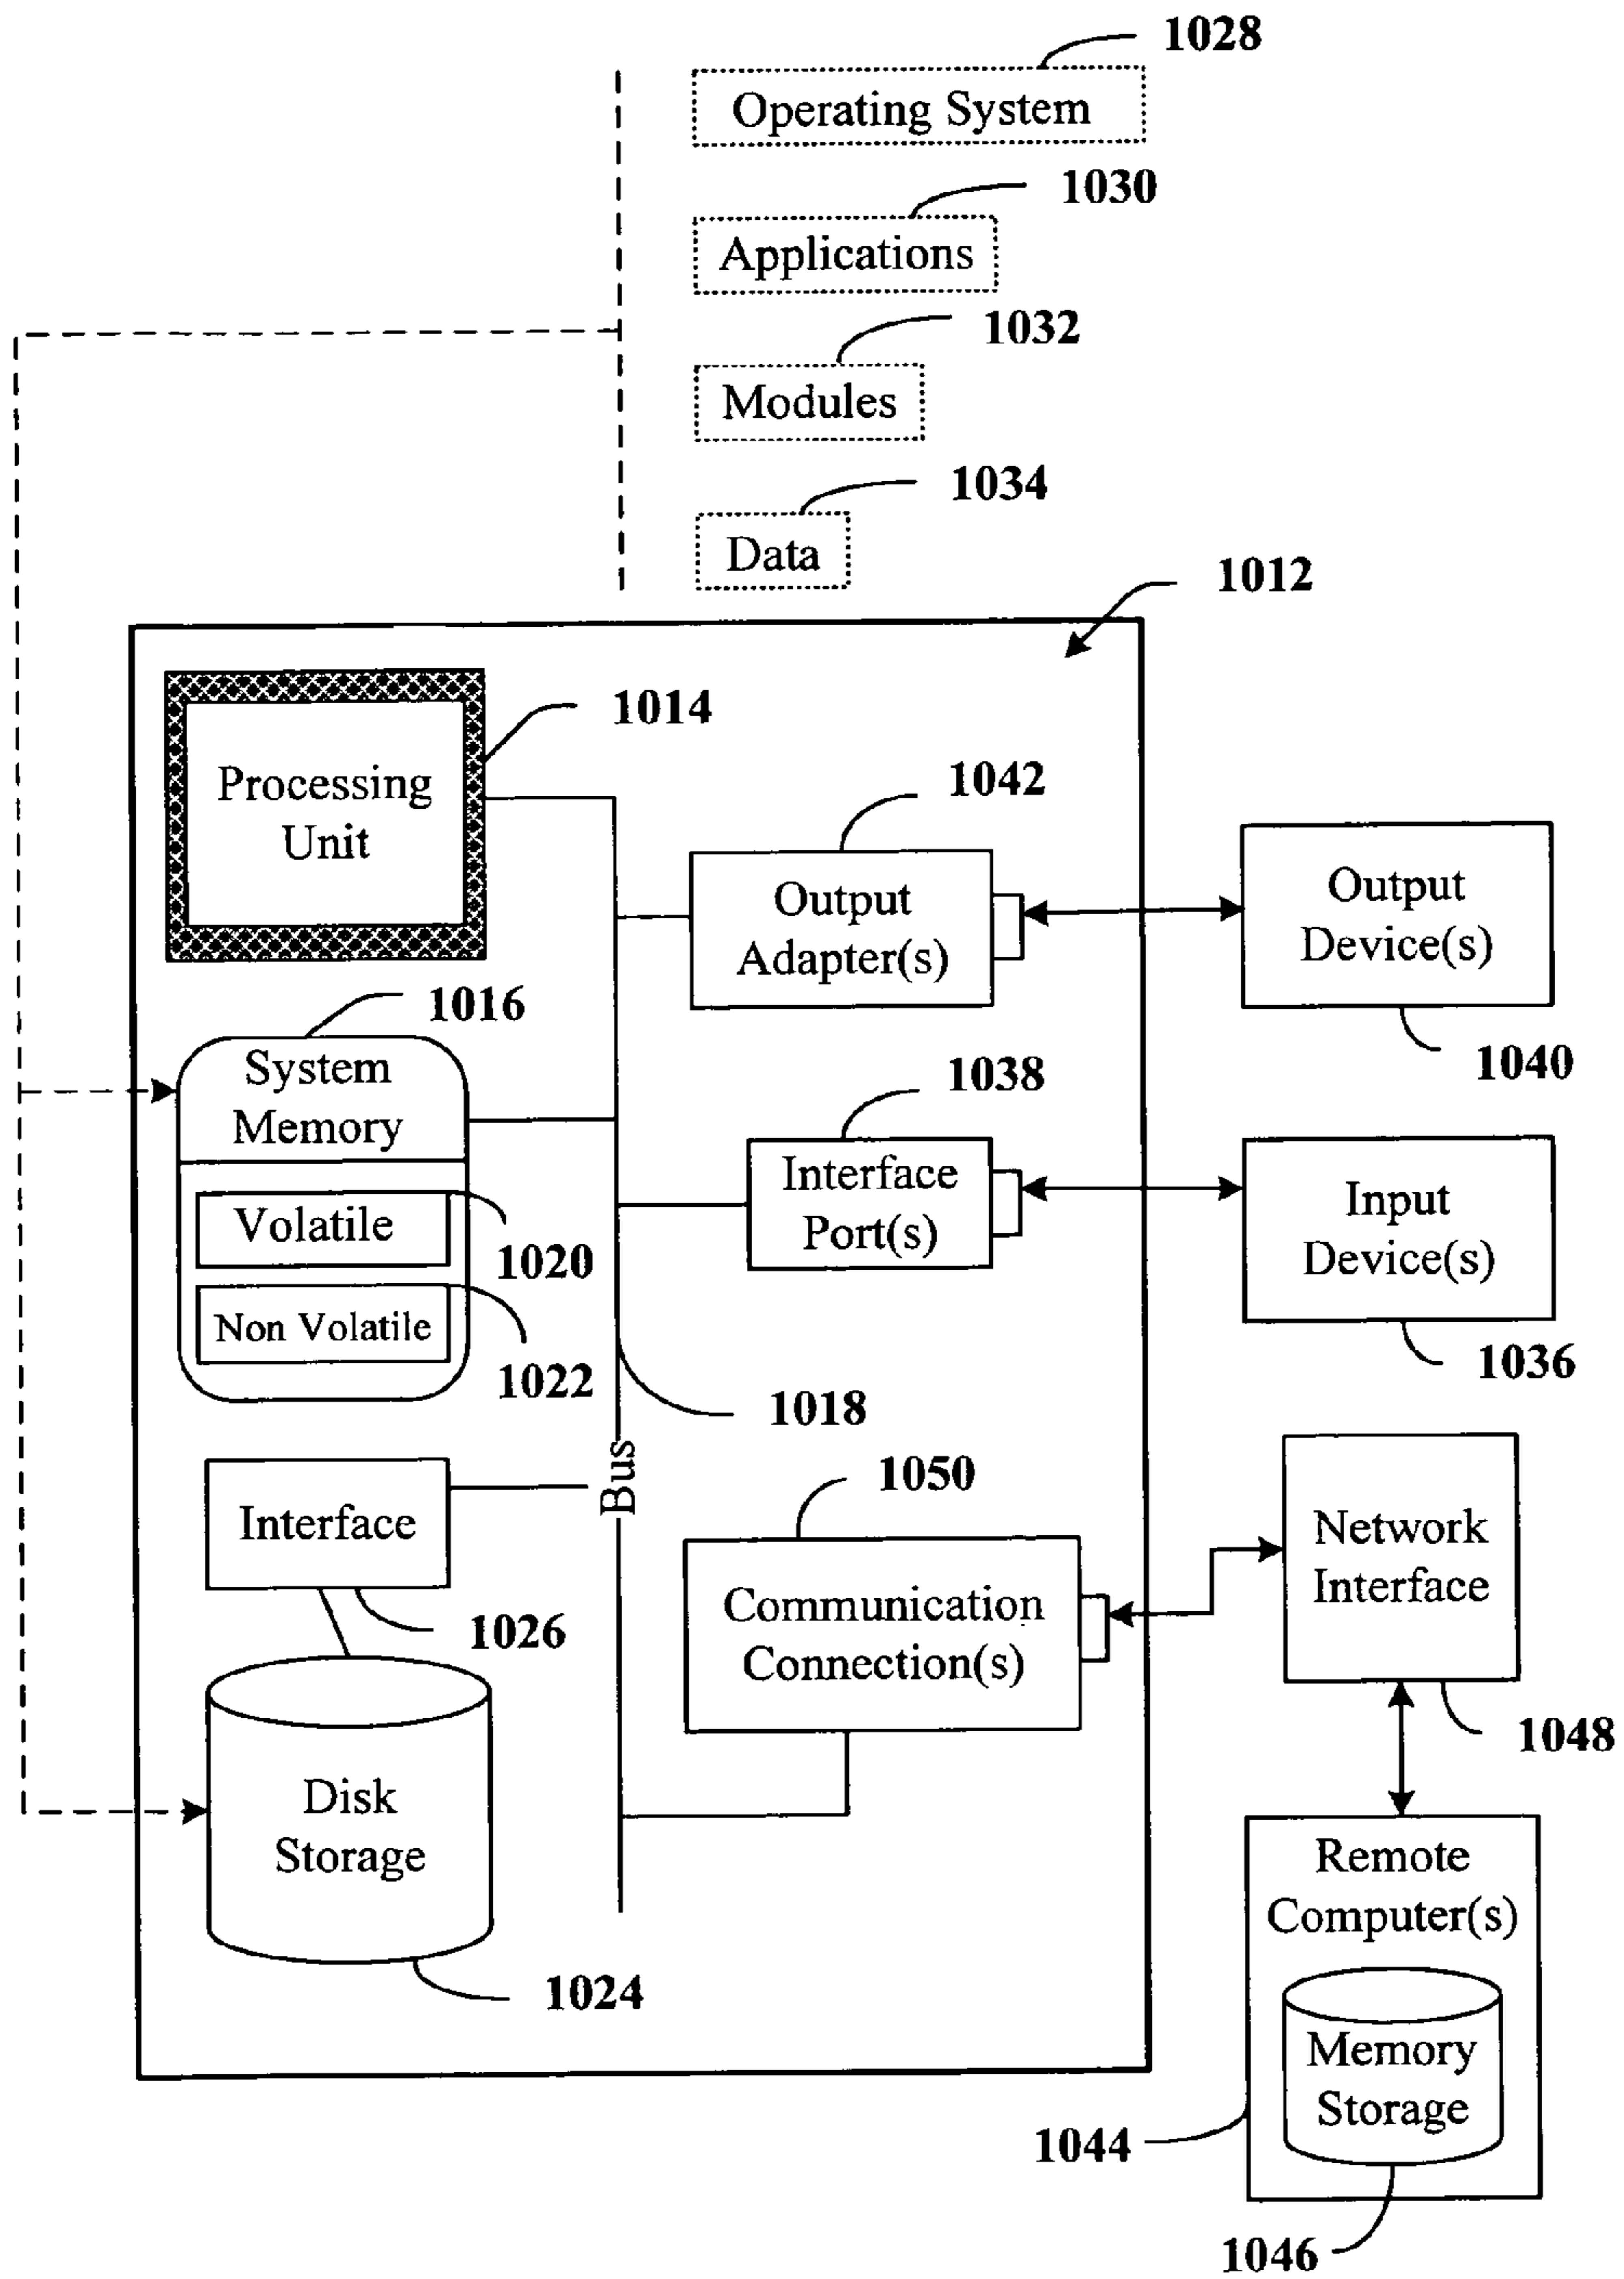 1028
Operating System
1030
Applications
1032
Modules
1034
Data
1012
1014
Processing
Unit
1042
Output
Adapter(s)
Output
Device(s)
1040
1016
System
Memory
1038
Interface
Port(s)
Input
Device(s)
1036
Volatile
1020
Non Volatile
1022
1018
Bus
Interface
1026
1050
Communication
Connection(s)
Network
Interface
1048
Disk
Storage
1024
Remote
Computer(s)
Memory
Storage
1044
1046